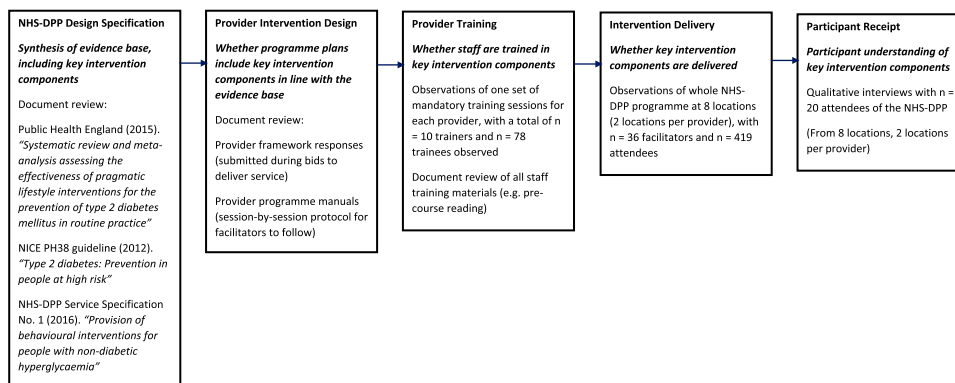 NHS-DPP Design Specification
Synthesis of evidence base,
including key intervention
components
Document review:
Public Health England (2015).
“Systematic review and meta-
analysis assessing the
effectiveness of pragmatic
lifestyle interventions for the
prevention of type 2 diabetes
mellitus in routine practice”
NICE PH38 guideline (2012).
“Type 2 diabetes: Prevention in
people at high risk”
NHS-DPP Service Specification
No. 1 (2016). “Provision of
behavioural interventions for
people with non-diabetic
hyperglycaemia”
Provider Intervention Design
Whether programme plans
include key intervention
components in line with the
evidence base
Document review:
Provider framework responses
(submitted during bids to
deliver service)
Provider programme manuals
(session-by-session protocol for
facilitators to follow)
Provider Training
Whether staff are trained in
key intervention components
Observations of one set of
mandatory training sessions for
each provider, with a total of n
= 10 trainers and n = 78
trainees observed
Document review of all staff
training materials (e.g. pre-
course reading)
Intervention Delivery
Whether key intervention
components are delivered
Observations of whole NHS-
DPP programme at 8 locations
(2 locations per provider), with
n = 36 facilitators and n = 419
attendees
Participant Receipt
Participant understanding of
key intervention components
Qualitative interviews with n =
20 attendees of the NHS-DPP
(From 8 locations, 2 locations
per provider)